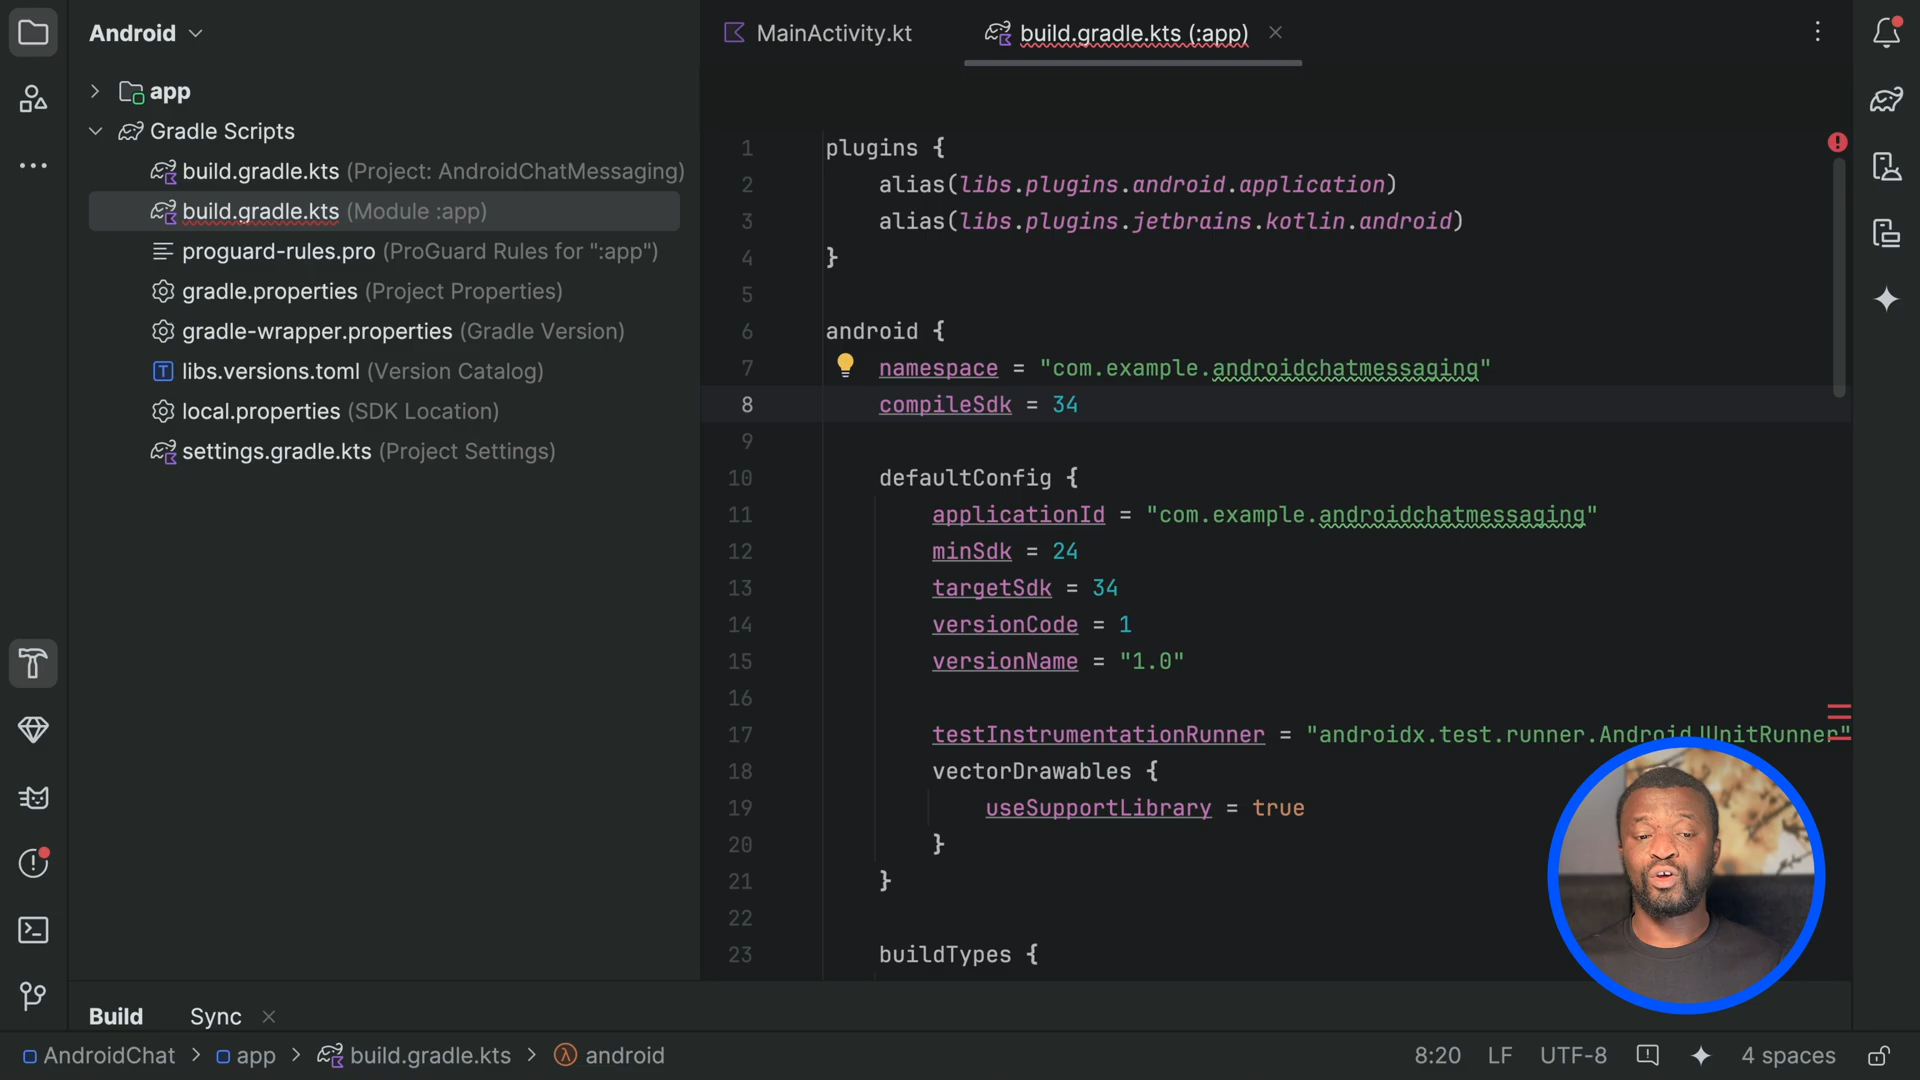 Android
app
Gradle Scripts
build.gradle.kts (Project: AndroidChatMessaging)
build.gradle.kts (Module :app)
proguard-rules.pro (ProGuard Rules for ":app")
gradle.properties (Project Properties)
gradle-wrapper.properties (Gradle Version)
libs.versions.toml (Version Catalog)
local.properties (SDK Location)
settings.gradle.kts (Project Settings)
MainActivity.kt
build.gradle.kts (:app)
1 plugins {
2 alias(libs.plugins.android.application)
3 alias(libs.plugins.jetbrains.kotlin.android)
4 }
5
6 android {
7 namespace = "com.example.androidchatmessaging"
8 compileSdk = 34
9
10 defaultConfig {
11 applicationId = "com.example.androidchatmessaging"
12 minSdk = 24
13 targetSdk = 34
14 versionCode = 1
15 versionName = "1.0"
16
17 testInstrumentationRunner = "androidx.test.runner.AndroidJUnitRunner"
18 vectorDrawables {
19 useSupportLibrary = true
20 }
21 }
22
23 buildTypes {
Build Sync
AndroidChat > app > build.gradle.kts > android
8:20 LF UTF-8 4 spaces